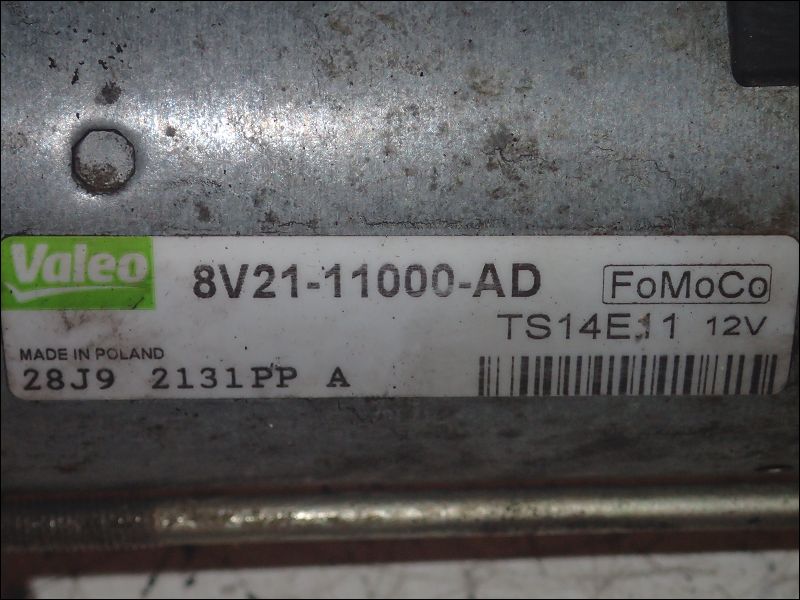 Valeo
8V21-11000-AD
FoMoCo
TS14E11 12V
MADE IN POLAND
28J9 2131PP A